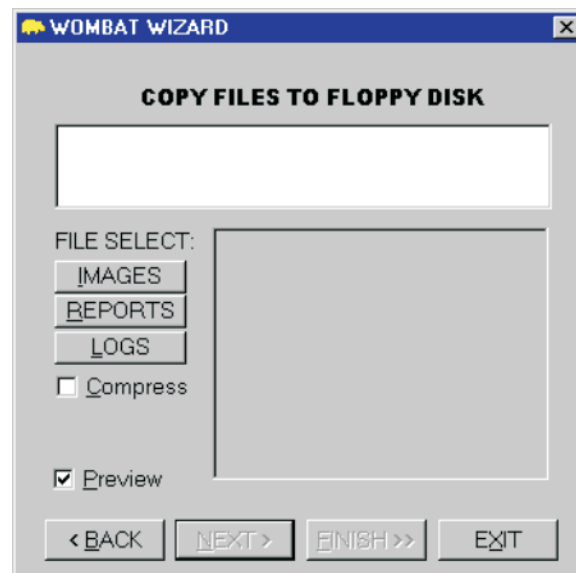 WOMBAT WIZARD
COPY FILES TO FLOPPY DISK
FILE SELECT:
IMAGES
REPORTS
LOGS
Compress
Preview
< BACK NEXT > FINISH >> EXIT